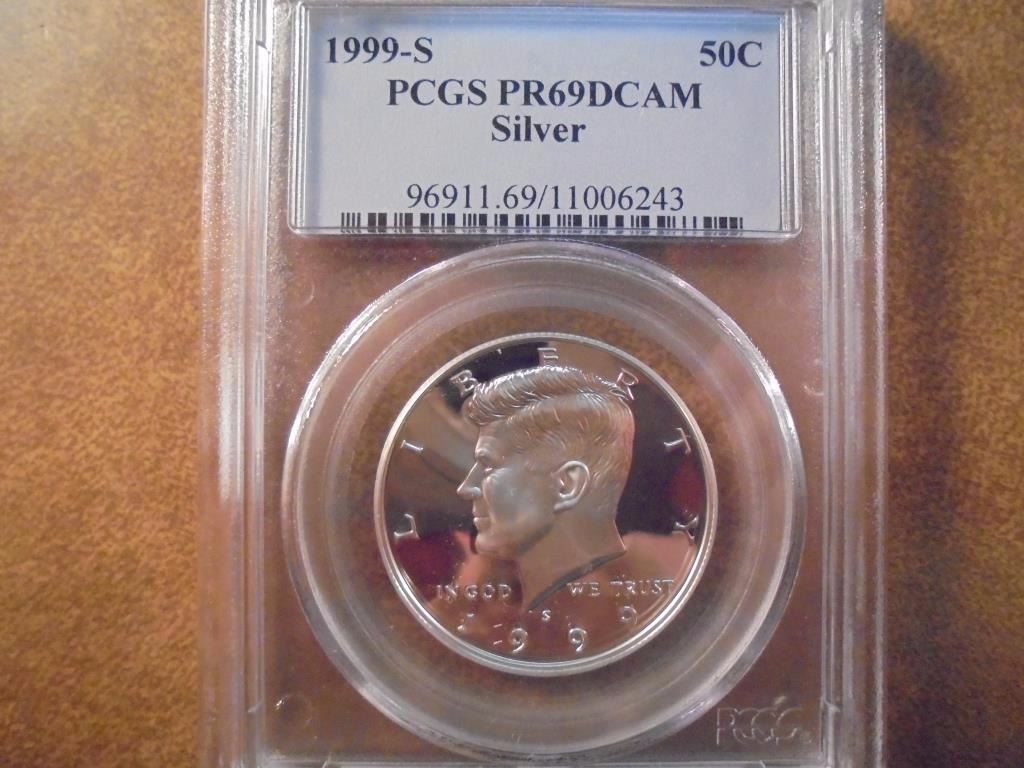 1999-S 50C
PCGS PR69DCAM
Silver
96911.69/11006243
LIBERTY
IN GOD WE TRUST
S
1999
PCGS